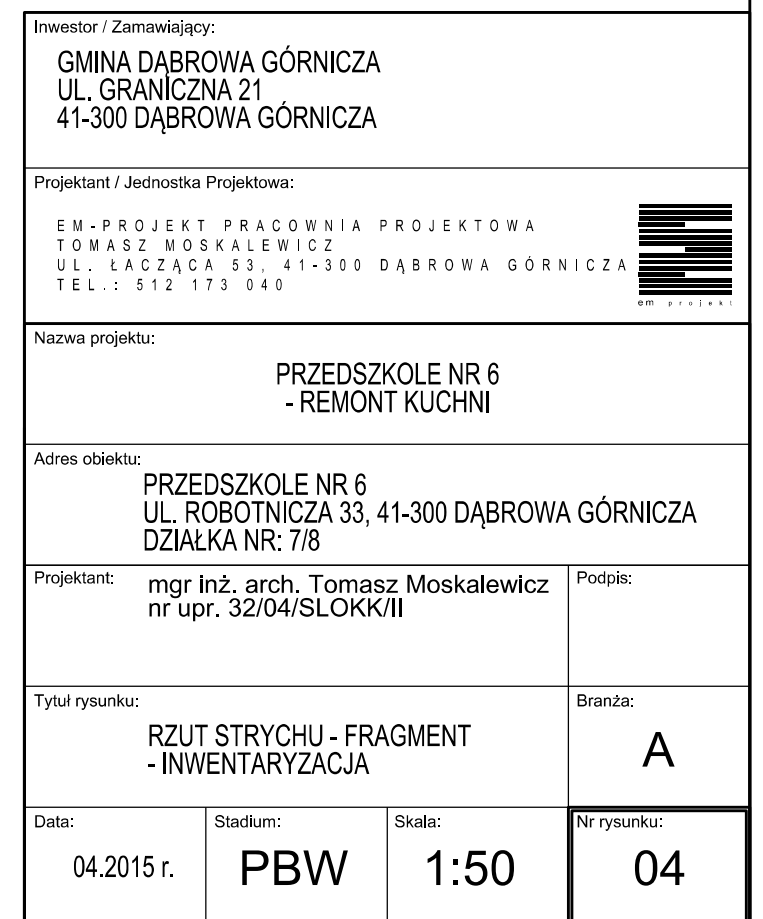 Inwestor / Zamawiający:
GMINA DĄBROWA GÓRNICZA
UL. GRANICZNA 21
41-300 DĄBROWA GÓRNICZA
Projektant / Jednostka Projektowa:
EM-PROJEKT PRACOWNIA PROJEKTOWA
TOMASZ MOSKALEWICZ
UL. ŁACZĄCA 53, 41-300 DĄBROWA GÓRNICZA
TEL.: 512 173 040
em projekt
Nazwa projektu:
PRZEDSZKOLE NR 6
- REMONT KUCHNI
Adres obiektu:
PRZEDSZKOLE NR 6
UL. ROBOTNICZA 33, 41-300 DĄBROWA GÓRNICZA
DZIAŁKA NR: 7/8
Projektant:
mgr inż. arch. Tomasz Moskalewicz
nr upr. 32/04/SLOKK/II
Podpis:
Tytuł rysunku:
RZUT STRYCHU - FRAGMENT
- INWENTARYZACJA
Branża:
A
Data:
04.2015 r.
Stadium:
PBW
Skala:
1:50
Nr rysunku:
04